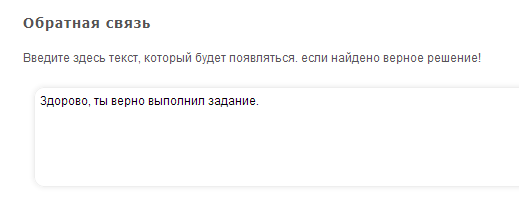 Обратная связь
Введите здесь текст, который будет появляться. если найдено верное решение!
Здорово, ты верно выполнил задание.